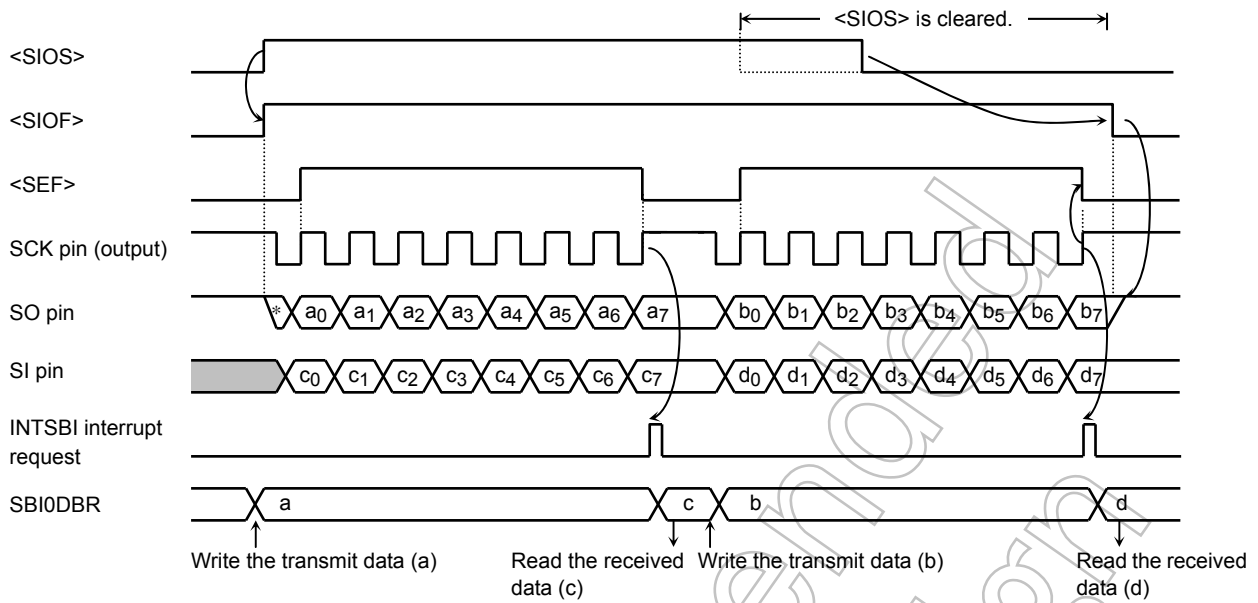 <SIOS> is cleared.
<SIOS>
<SIOF>
<SEF>
SCK pin (output)
SO pin
* a0 a1 a2 a3 a4 a5 a6 a7 b0 b1 b2 b3 b4 b5 b6 b7
SI pin
c0 c1 c2 c3 c4 c5 c6 c7 d0 d1 d2 d3 d4 d5 d6 d7
INTSBI interrupt
request
SBI0DBR
a c b d
Write the transmit data (a)
Read the received
data (c)
Write the transmit data (b)
Read the received
data (d)